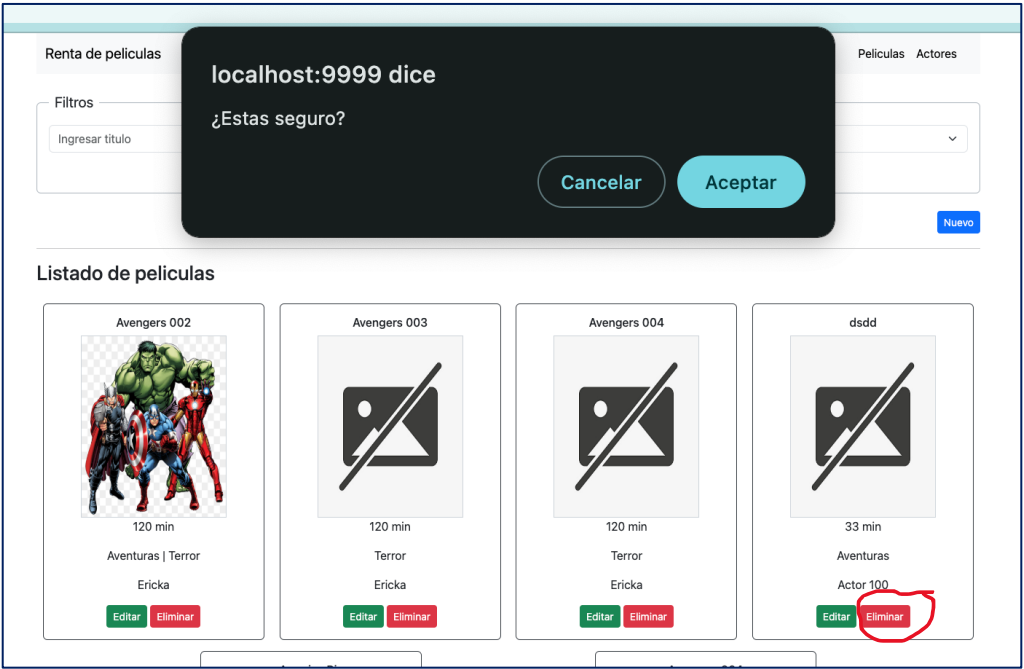 Renta de peliculas
Peliculas Actores
localhost:9999 dice
¿Estas seguro?
Cancelar Aceptar
Filtros
Ingresar titulo
Nuevo
Listado de peliculas
Avengers 002
120 min
Aventuras | Terror
Ericka
Editar Eliminar
Avengers 003
120 min
Terror
Ericka
Editar Eliminar
Avengers 004
120 min
Terror
Ericka
Editar Eliminar
dsdd
33 min
Aventuras
Actor 100
Editar Eliminar